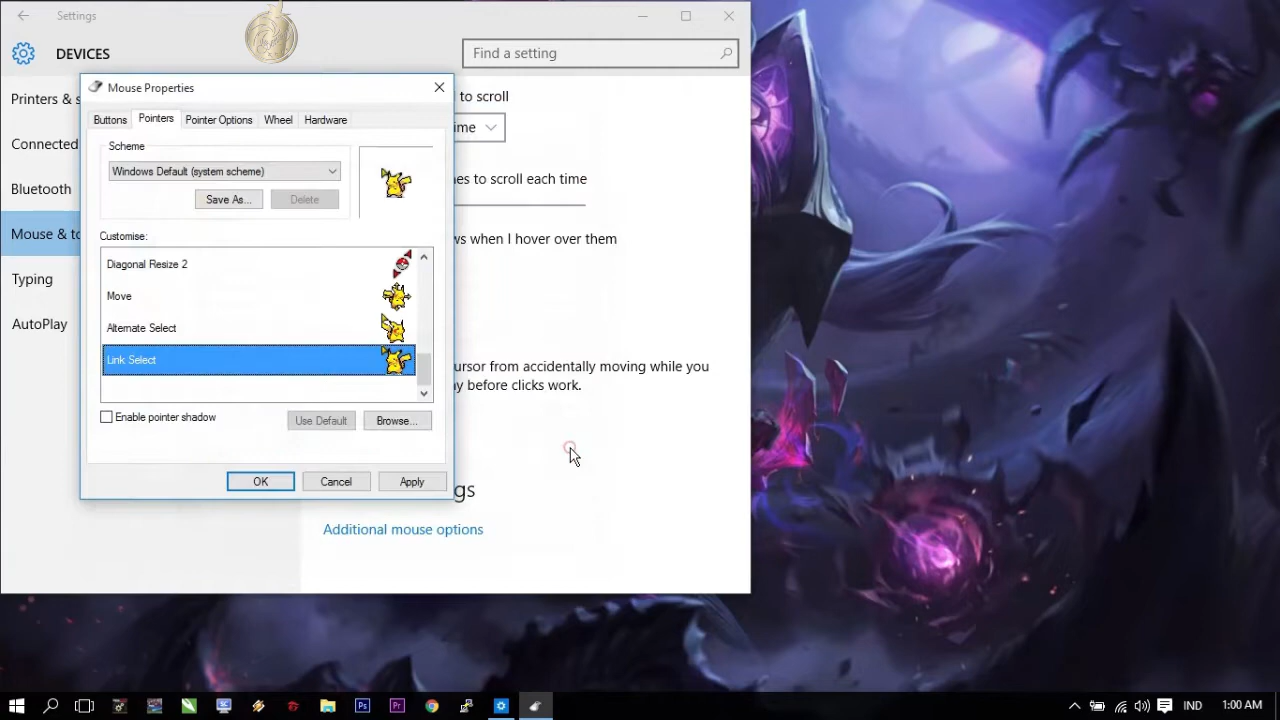 Settings
DEVICES
Find a setting
Printers & s
Connected
Bluetooth
Mouse & to
Typing
AutoPlay
Mouse Properties
Buttons
Pointers
Pointer Options
Wheel
Hardware
Scheme
Windows Default (system scheme)
Save As...
Delete
Customise:
Diagonal Resize 2
Move
Alternate Select
Link Select
Enable pointer shadow
Use Default
Browse...
OK
Cancel
Apply
to scroll
ime
es to scroll each time
ws when I hover over them
ursor from accidentally moving while you
ay before clicks work.
gs
Additional mouse options
Ps
Pr
IND
1:00 AM